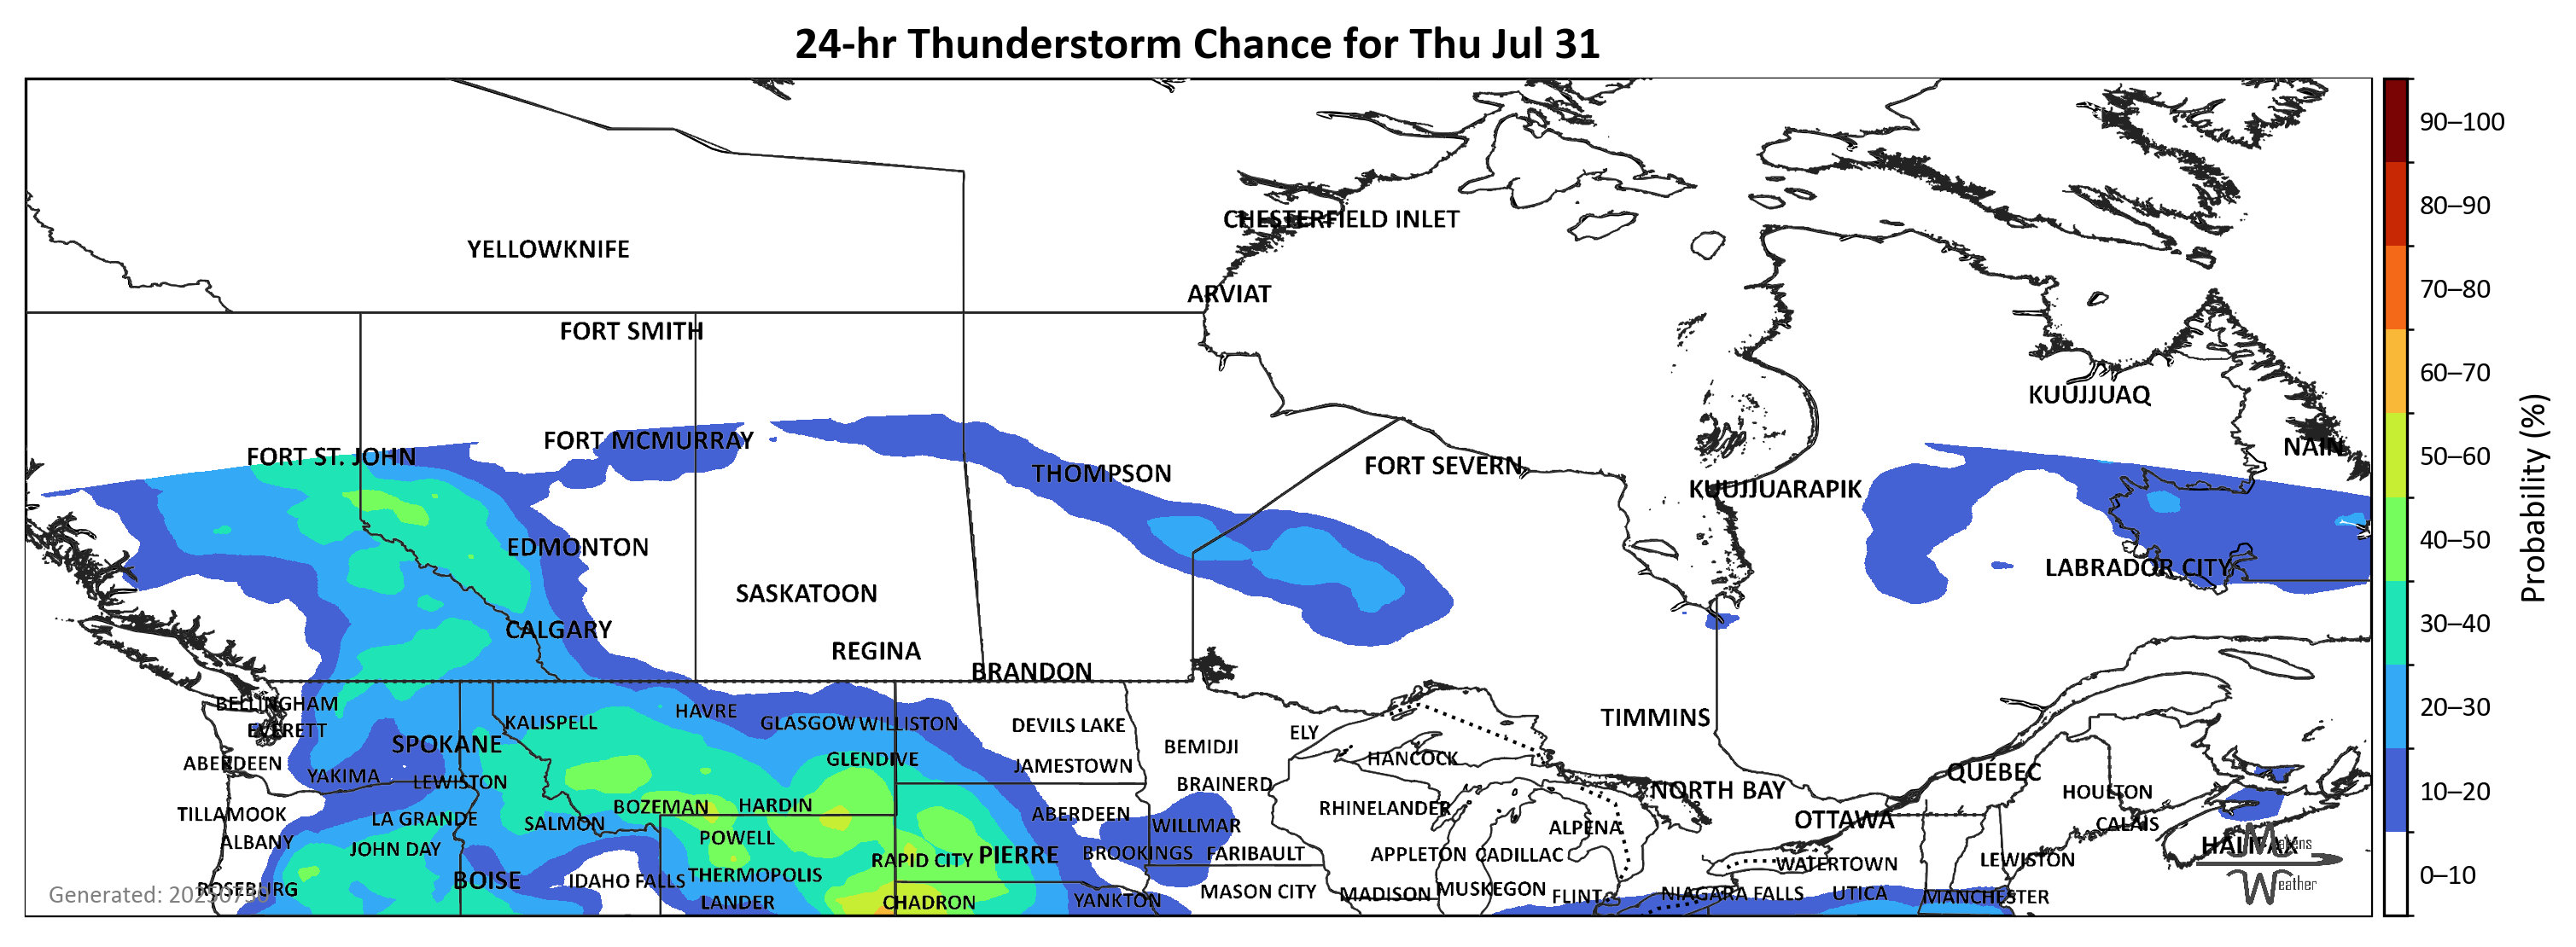 24-hr Thunderstorm Chance for Thu Jul 31
90–100
80–90
70–80
60–70
50–60
40–50
30–40
20–30
10–20
0–10
Probability (%)
CHESTERFIELD INLET
YELLOWKNIFE
ARVIAT
FORT SMITH
KUUJJUAQ
FORT MCMURRAY
NAIN
FORT ST. JOHN
FORT SEVERN
THOMPSON
KUUJJUARAPIK
EDMONTON
LABRADOR CITY
SASKATOON
CALGARY
REGINA
BRANDON
BELLINGHAM
HAVRE
TIMMINS
KALISPELL
GLASGOW
WILLISTON
DEVILS LAKE
EVERETT
ELY
SPOKANE
BEMIDJI
GLENDIVE
HANCOCK
ABERDEEN
JAMESTOWN
QUÉBEC
YAKIMA
LEWISTON
BRAINERD
NORTH BAY
HOULTON
BOZEMAN
HARDIN
RHINELANDER
TILLAMOOK
ABERDEEN
LA GRANDE
OTTAWA
SALMON
CALAIS
WILLMAR
ALPENA
POWELL
ALBANY
HALIFAX
JOHN DAY
BROOKINGS
FARIBAULT
APPLETON
CADILLAC
PIERRE
RAPID CITY
LEWISTON
WATERTOWN
THERMOPOLIS
BOISE
IDAHO FALLS
ROSEBURG
MASON CITY
MUSKEGON
MADISON
NIAGARA FALLS
UTICA
FLINT
MANCHESTER
YANKTON
LANDER
CHADRON
Weather